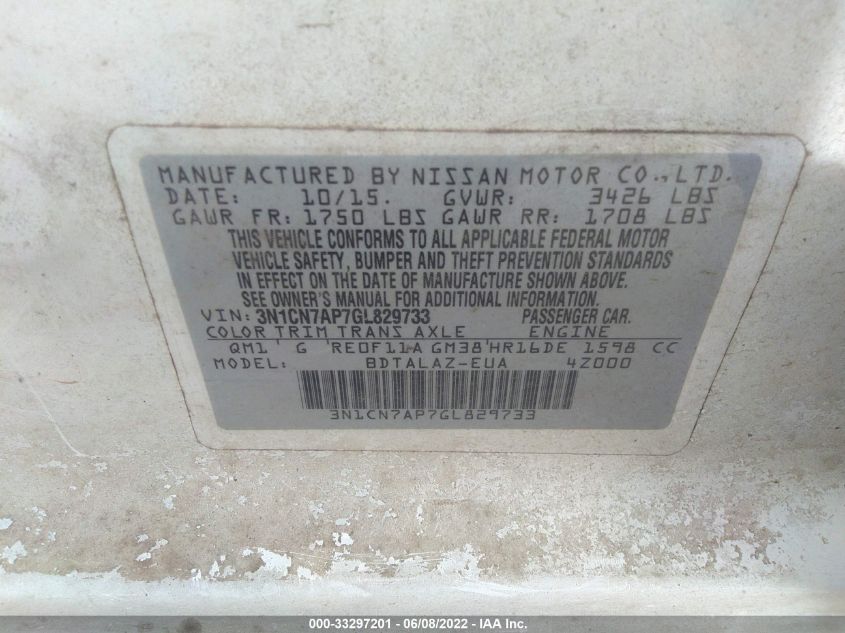 MANUFACTURED BY NISSAN MOTOR CO.,LTD.
DATE: 10/15. GVWR: 3426 LBS
GAWR FR: 1750 LBS GAWR RR: 1708 LBS
THIS VEHICLE CONFORMS TO ALL APPLICABLE FEDERAL MOTOR
VEHICLE SAFETY, BUMPER AND THEFT PREVENTION STANDARDS
IN EFFECT ON THE DATE OF MANUFACTURE SHOWN ABOVE.
SEE OWNER'S MANUAL FOR ADDITIONAL INFORMATION.
VIN: 3N1CN7AP7GL829733 PASSENGER CAR.
COLOR TRIM TRANS AXLE ENGINE
QM1' G 'RE0F11A GM38'HR16DE 1598 CC
MODEL: BDTALAZ-EUA 4Z000
3N1CN7AP7GL829733
000-33297201 - 06/08/2022 - IAA Inc.